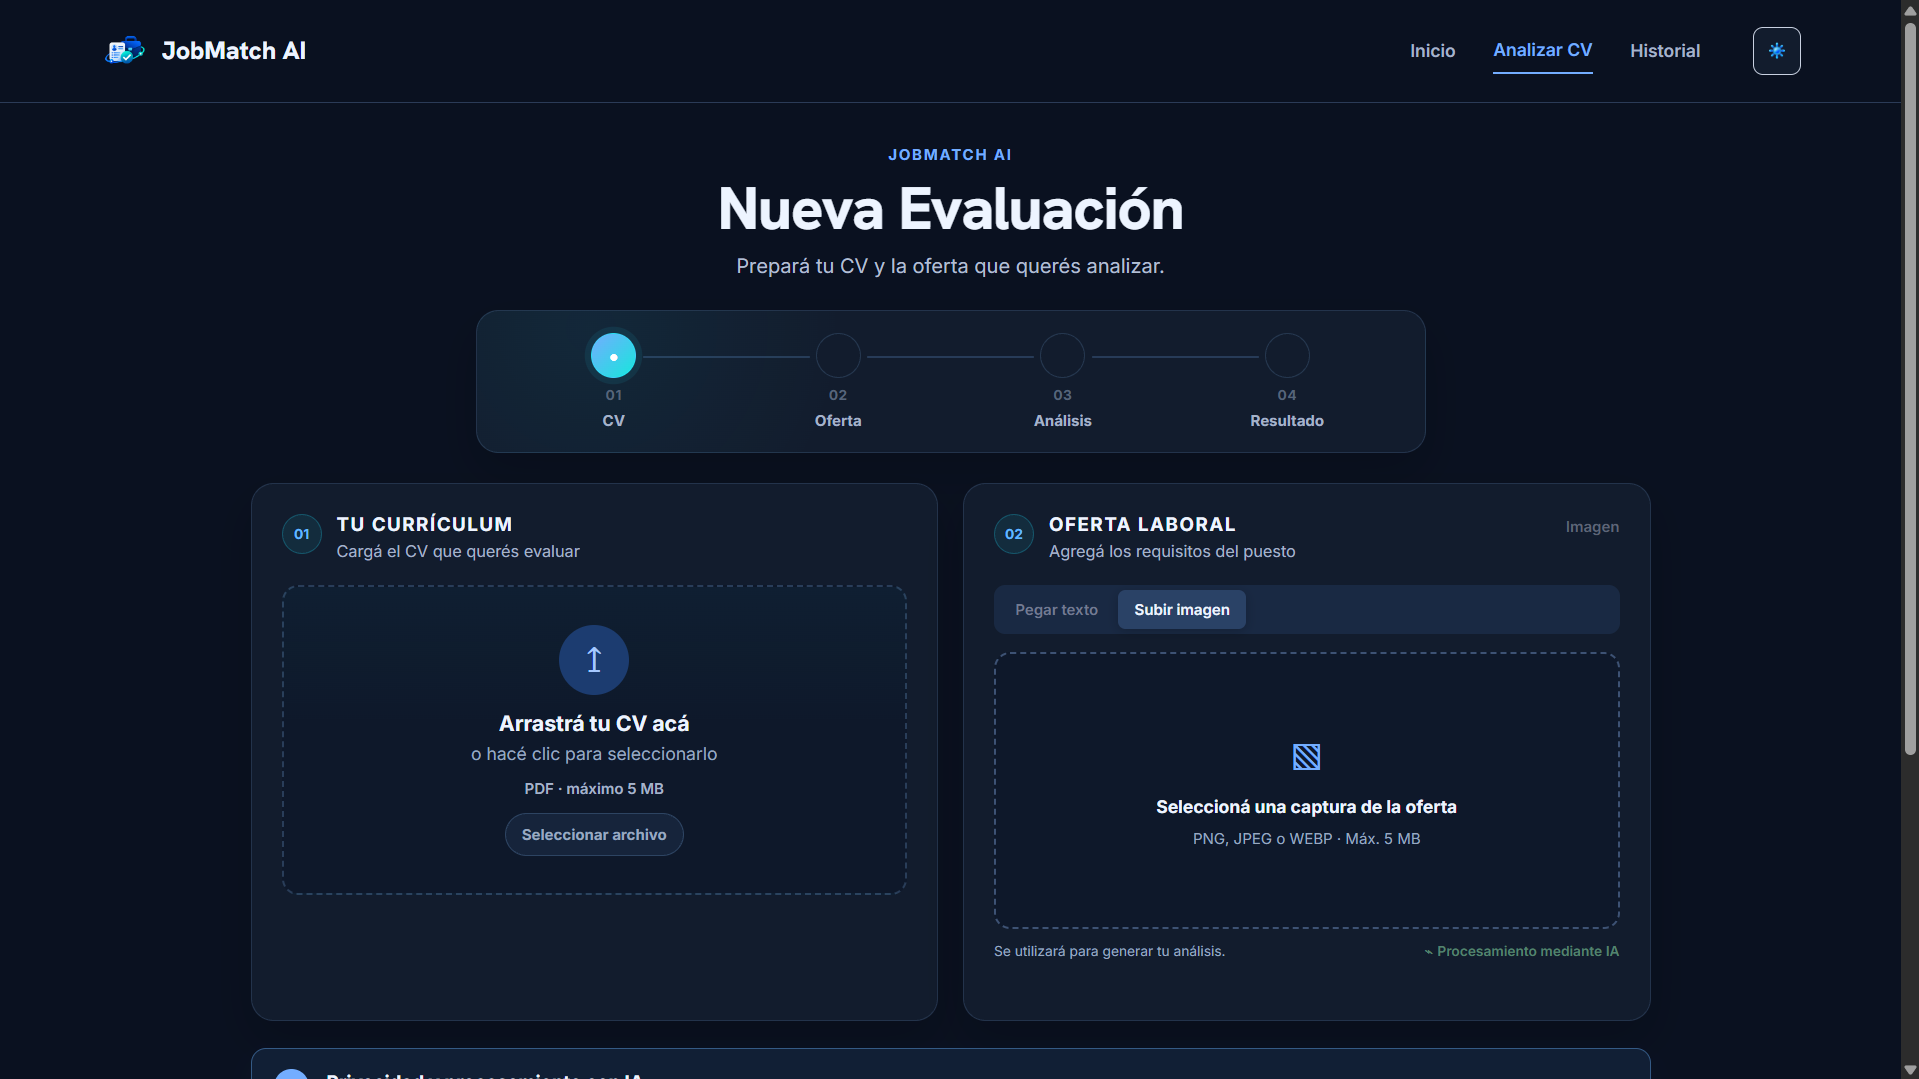 JobMatch AI
Inicio
Analizar CV
Historial
JOBMATCH AI
Nueva Evaluación
Prepará tu CV y la oferta que querés analizar.
01
CV
02
Oferta
03
Análisis
04
Resultado
01
TU CURRÍCULUM
Cargá el CV que querés evaluar
Arrastrá tu CV acá
o hacé clic para seleccionarlo
PDF · máximo 5 MB
Seleccionar archivo
02
OFERTA LABORAL
Agregá los requisitos del puesto
Imagen
Pegar texto
Subir imagen
Seleccioná una captura de la oferta
PNG, JPEG o WEBP · Máx. 5 MB
Se utilizará para generar tu análisis.
Procesamiento mediante IA
Privacidad y procesamiento con IA